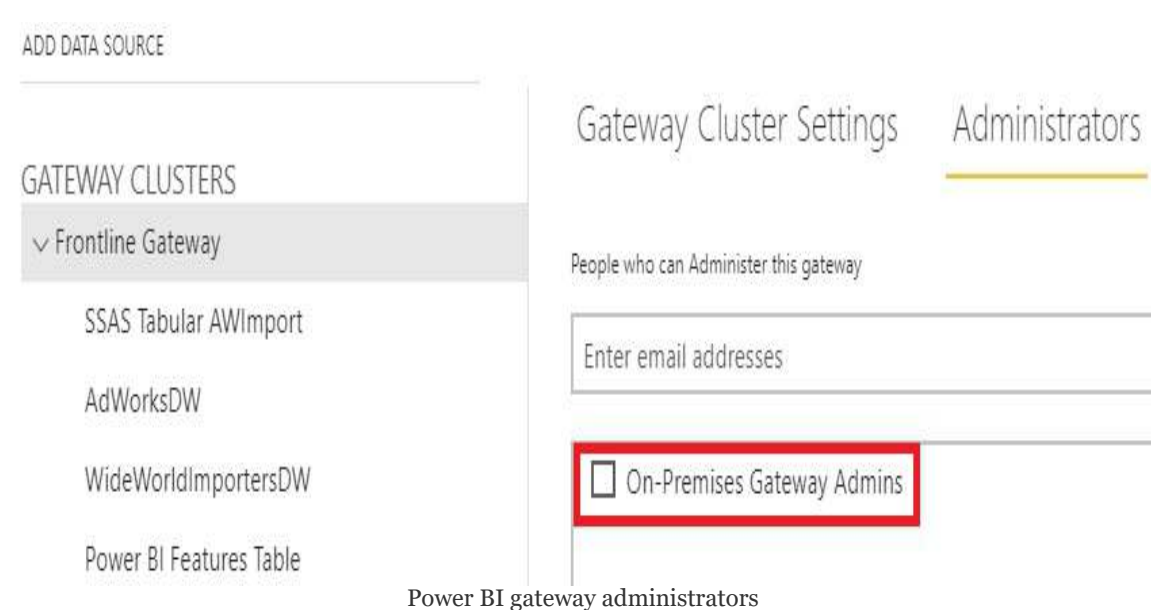 ADD DATA SOURCE
GATEWAY CLUSTERS
Frontline Gateway
SSAS Tabular AWImport
AdWorksDW
WideWorldImportersDW
Power BI Features Table
Gateway Cluster Settings
Administrators
People who can Administer this gateway
Enter email addresses
On-Premises Gateway Admins
Power BI gateway administrators